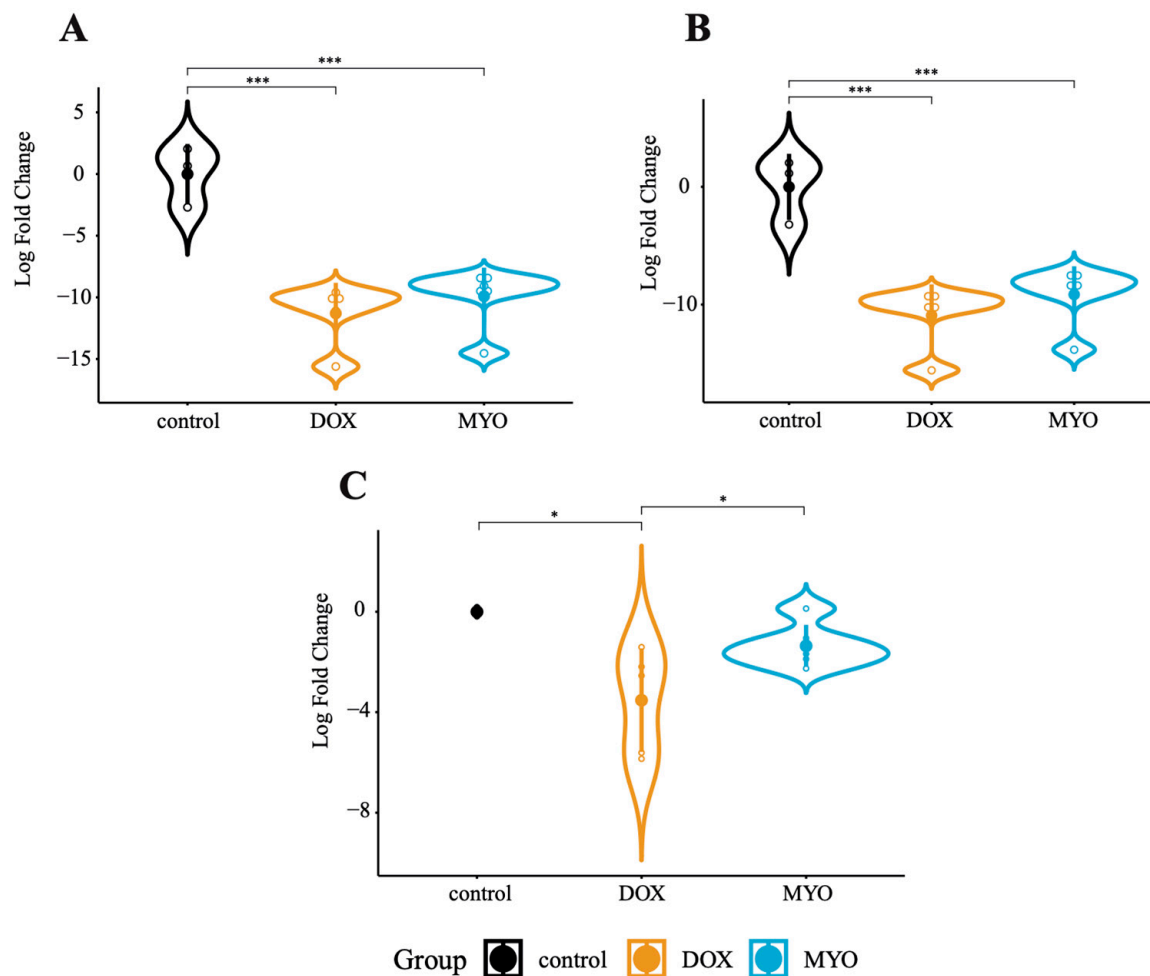 A
***
***
Log Fold Change
5
0
−5
−10
−15
control DOX MYO
B
***
***
Log Fold Change
0
−10
control DOX MYO
C
*
*
Log Fold Change
0
−4
−8
control DOX MYO
Group control DOX MYO